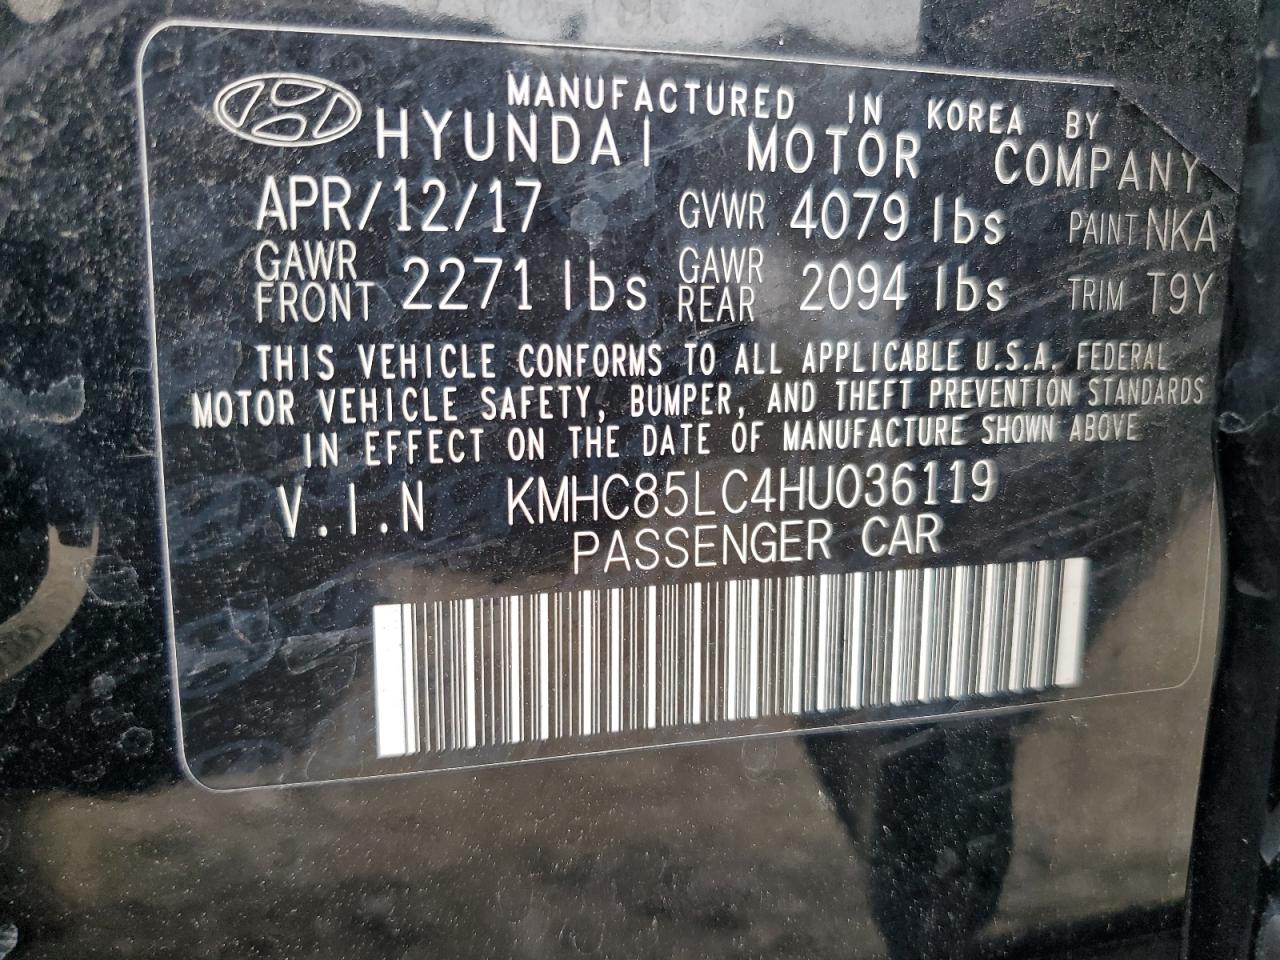 MANUFACTURED IN KOREA BY
HYUNDAI MOTOR COMPANY
APR/12/17 GVWR 4079 lbs PAINT NKA
GAWR FRONT 2271 lbs GAWR REAR 2094 lbs TRIM T9Y
THIS VEHICLE CONFORMS TO ALL APPLICABLE U.S.A. FEDERAL
MOTOR VEHICLE SAFETY, BUMPER, AND THEFT PREVENTION STANDARDS
IN EFFECT ON THE DATE OF MANUFACTURE SHOWN ABOVE
V.I.N KMHC85LC4HU036119
PASSENGER CAR